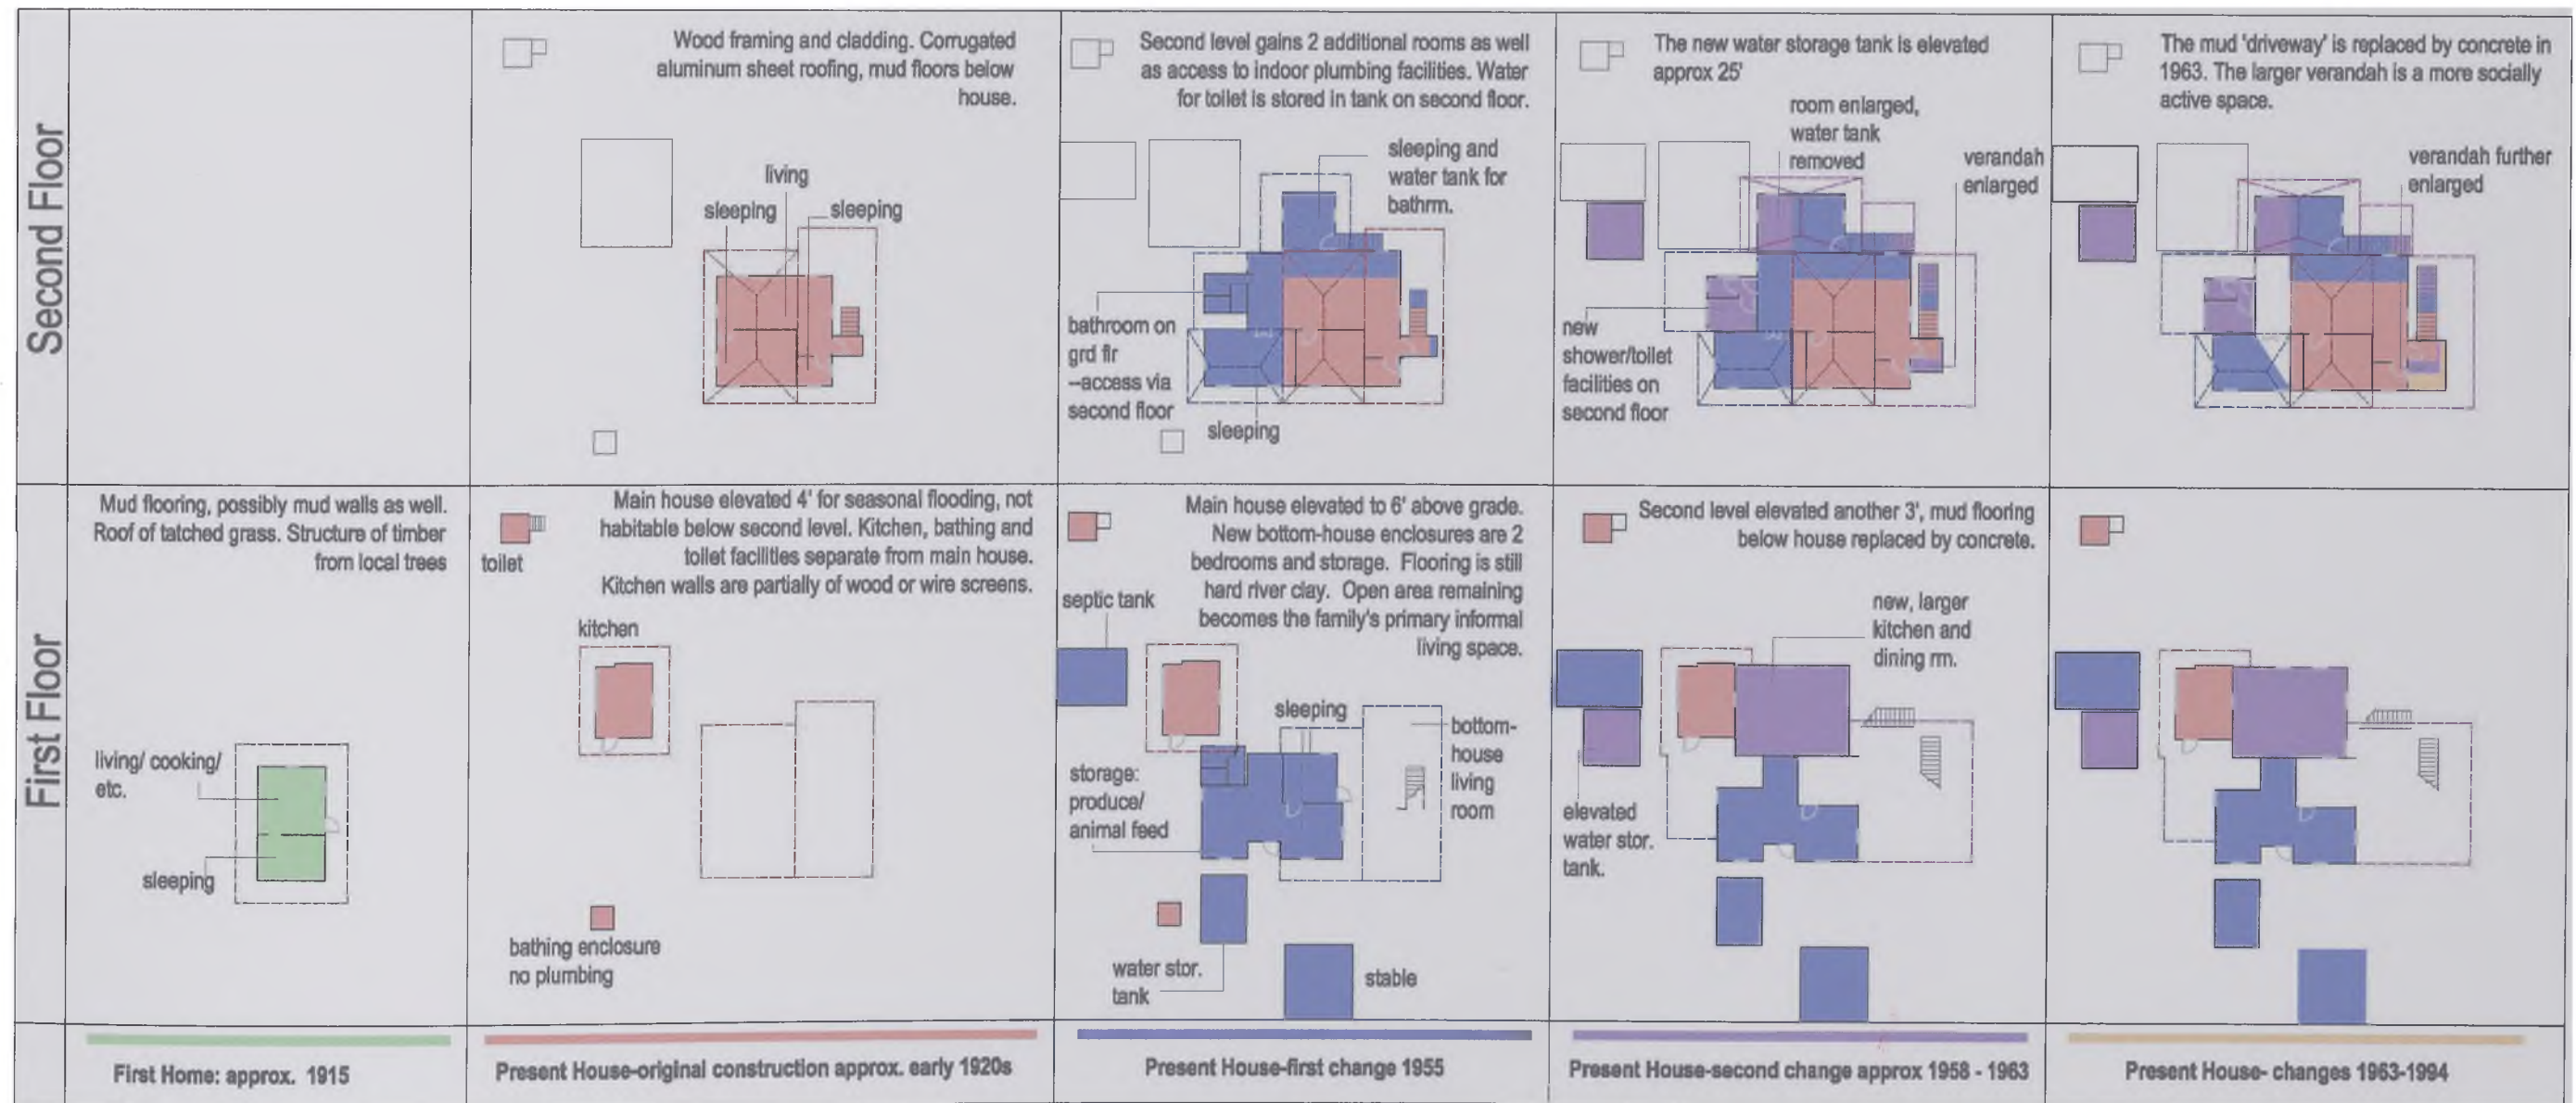 Second Floor
Wood framing and cladding. Corrugated
aluminum sheet roofing, mud floors below
house.
living
sleeping
sleeping
Second level gains 2 additional rooms as well
as access to indoor plumbing facilities. Water
for toilet is stored in tank on second floor.
sleeping and
water tank for
bathrm.
bathroom on
grd flr
--access via
second floor
sleeping
The new water storage tank is elevated
approx 25'
room enlarged,
water tank
removed
verandah
enlarged
new
shower/toilet
facilities on
second floor
The mud 'driveway' is replaced by concrete in
1963. The larger verandah is a more socially
active space.
verandah further
enlarged
First Floor
Mud flooring, possibly mud walls as well.
Roof of tatched grass. Structure of timber
from local trees
living/ cooking/
etc.
sleeping
Main house elevated 4' for seasonal flooding, not
habitable below second level. Kitchen, bathing and
toilet facilities separate from main house.
Kitchen walls are partially of wood or wire screens.
toilet
kitchen
bathing enclosure
no plumbing
Main house elevated to 6' above grade.
New bottom-house enclosures are 2
bedrooms and storage. Flooring is still
hard river clay. Open area remaining
becomes the family's primary informal
living space.
septic tank
sleeping
bottom-
house
living
room
storage:
produce/
animal feed
water stor.
tank
stable
Second level elevated another 3', mud flooring
below house replaced by concrete.
new, larger
kitchen and
dining rm.
elevated
water stor.
tank.
First Home: approx. 1915
Present House-original construction approx. early 1920s
Present House-first change 1955
Present House-second change approx 1958 - 1963
Present House- changes 1963-1994